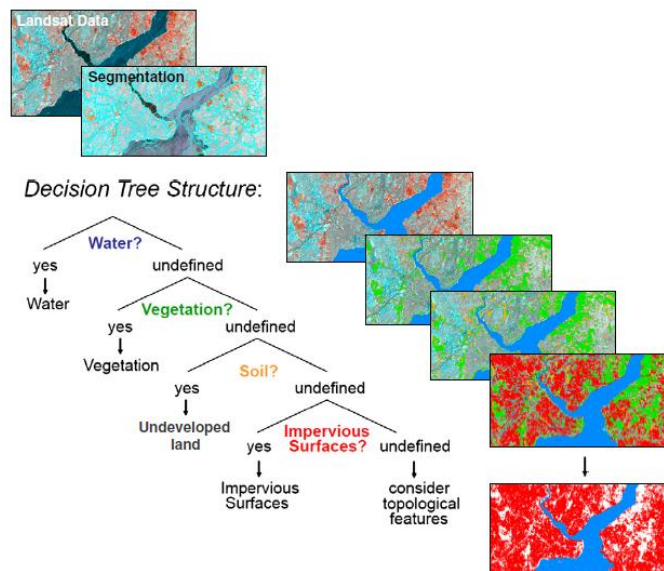 Landsat Data
Segmentation
Decision Tree Structure:
Water?
yes undefined
Water
Vegetation?
yes undefined
Vegetation
Soil?
yes undefined
Undeveloped
land
Impervious
Surfaces?
yes undefined
Impervious
Surfaces
consider
topological
features